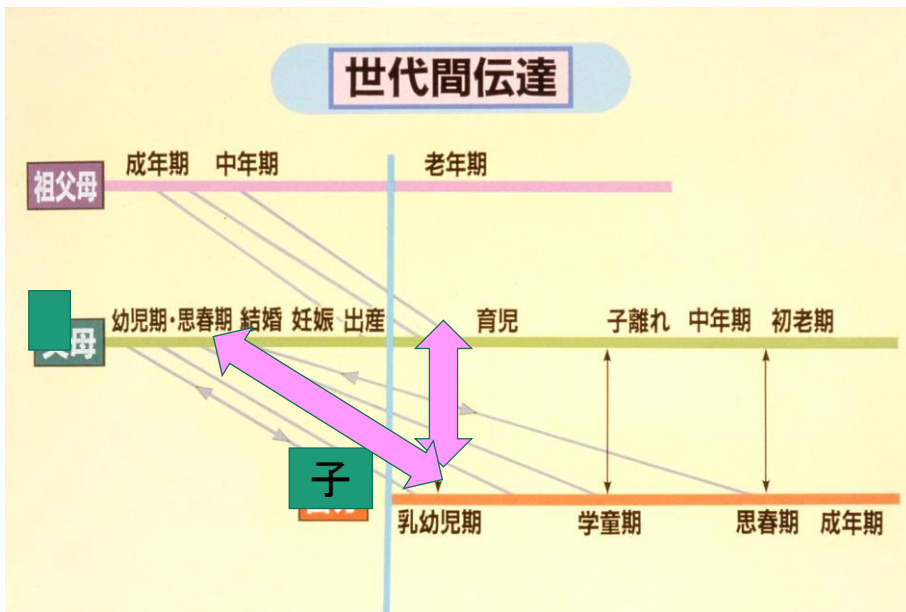 世代間伝達
成年期 中年期 老年期
祖父母
幼児期・思春期 結婚 妊娠 出産 育児 子離れ 中年期 初老期
母
子
乳幼児期 学童期 思春期 成年期